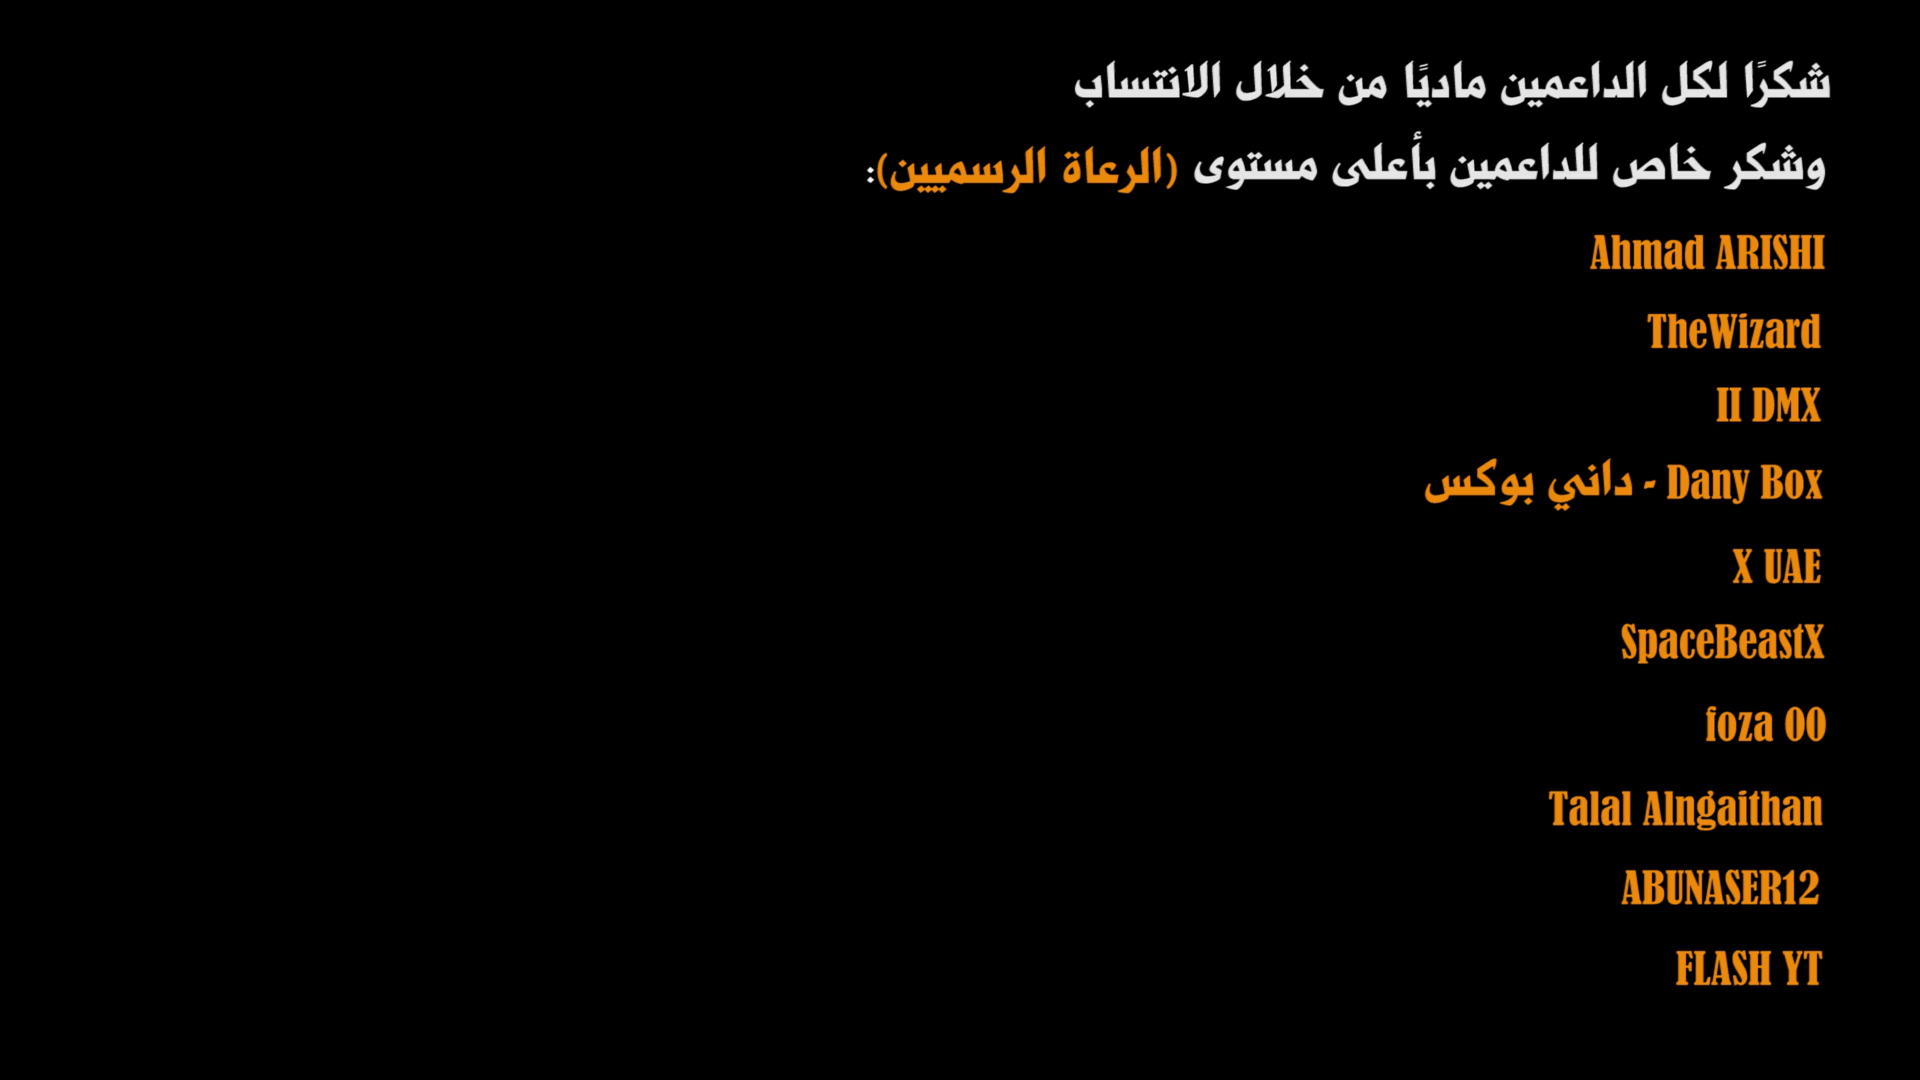 شكرًا لكل الداعمين ماديًا من خلال الانتساب
وشكر خاص للداعمين بأعلى مستوى (الرعاة الرسميين):
Ahmad ARISHI
TheWizard
II DMX
Dany Box - داني بوكس
X UAE
SpaceBeastX
foza 00
Talal Alngaithan
ABUNASER12
FLASH YT